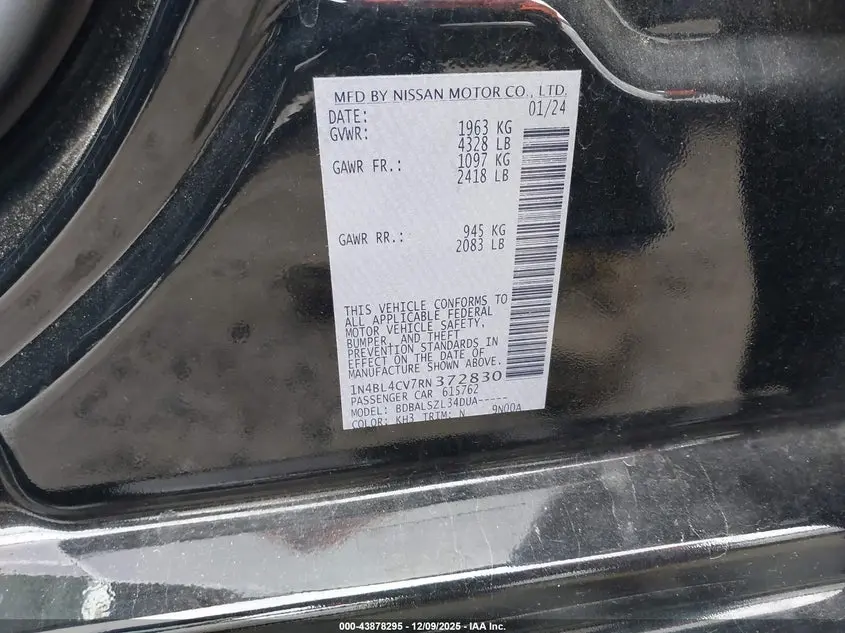 MFD BY NISSAN MOTOR CO., LTD.
DATE: 01/24
GVWR: 1963 KG
4328 LB
GAWR FR.: 1097 KG
2418 LB
GAWR RR.: 945 KG
2083 LB
THIS VEHICLE CONFORMS TO
ALL APPLICABLE FEDERAL
MOTOR VEHICLE SAFETY,
BUMPER, AND THEFT
PREVENTION STANDARDS IN
EFFECT ON THE DATE OF
MANUFACTURE SHOWN ABOVE.
1N4BL4CV7RN372830
PASSENGER CAR 615762
MODEL: BDBALSZL34DUA-----
COLOR: KH3 TRIM: N 9N00A
000-43878295 - 12/09/2025 - IAA Inc.